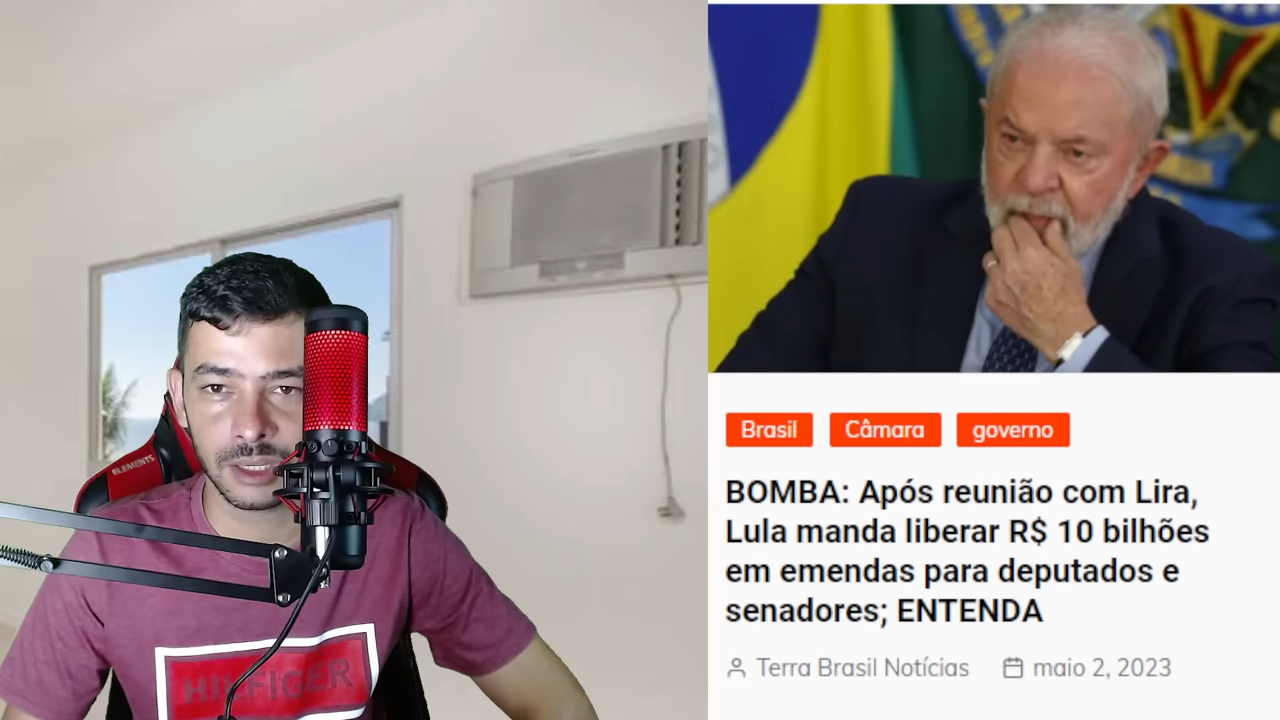 ELEMENTS
HILFIGER
Brasil
Câmara
governo
BOMBA: Após reunião com Lira,
Lula manda liberar R$ 10 bilhões
em emendas para deputados e
senadores; ENTENDA
Terra Brasil Notícias
maio 2, 2023